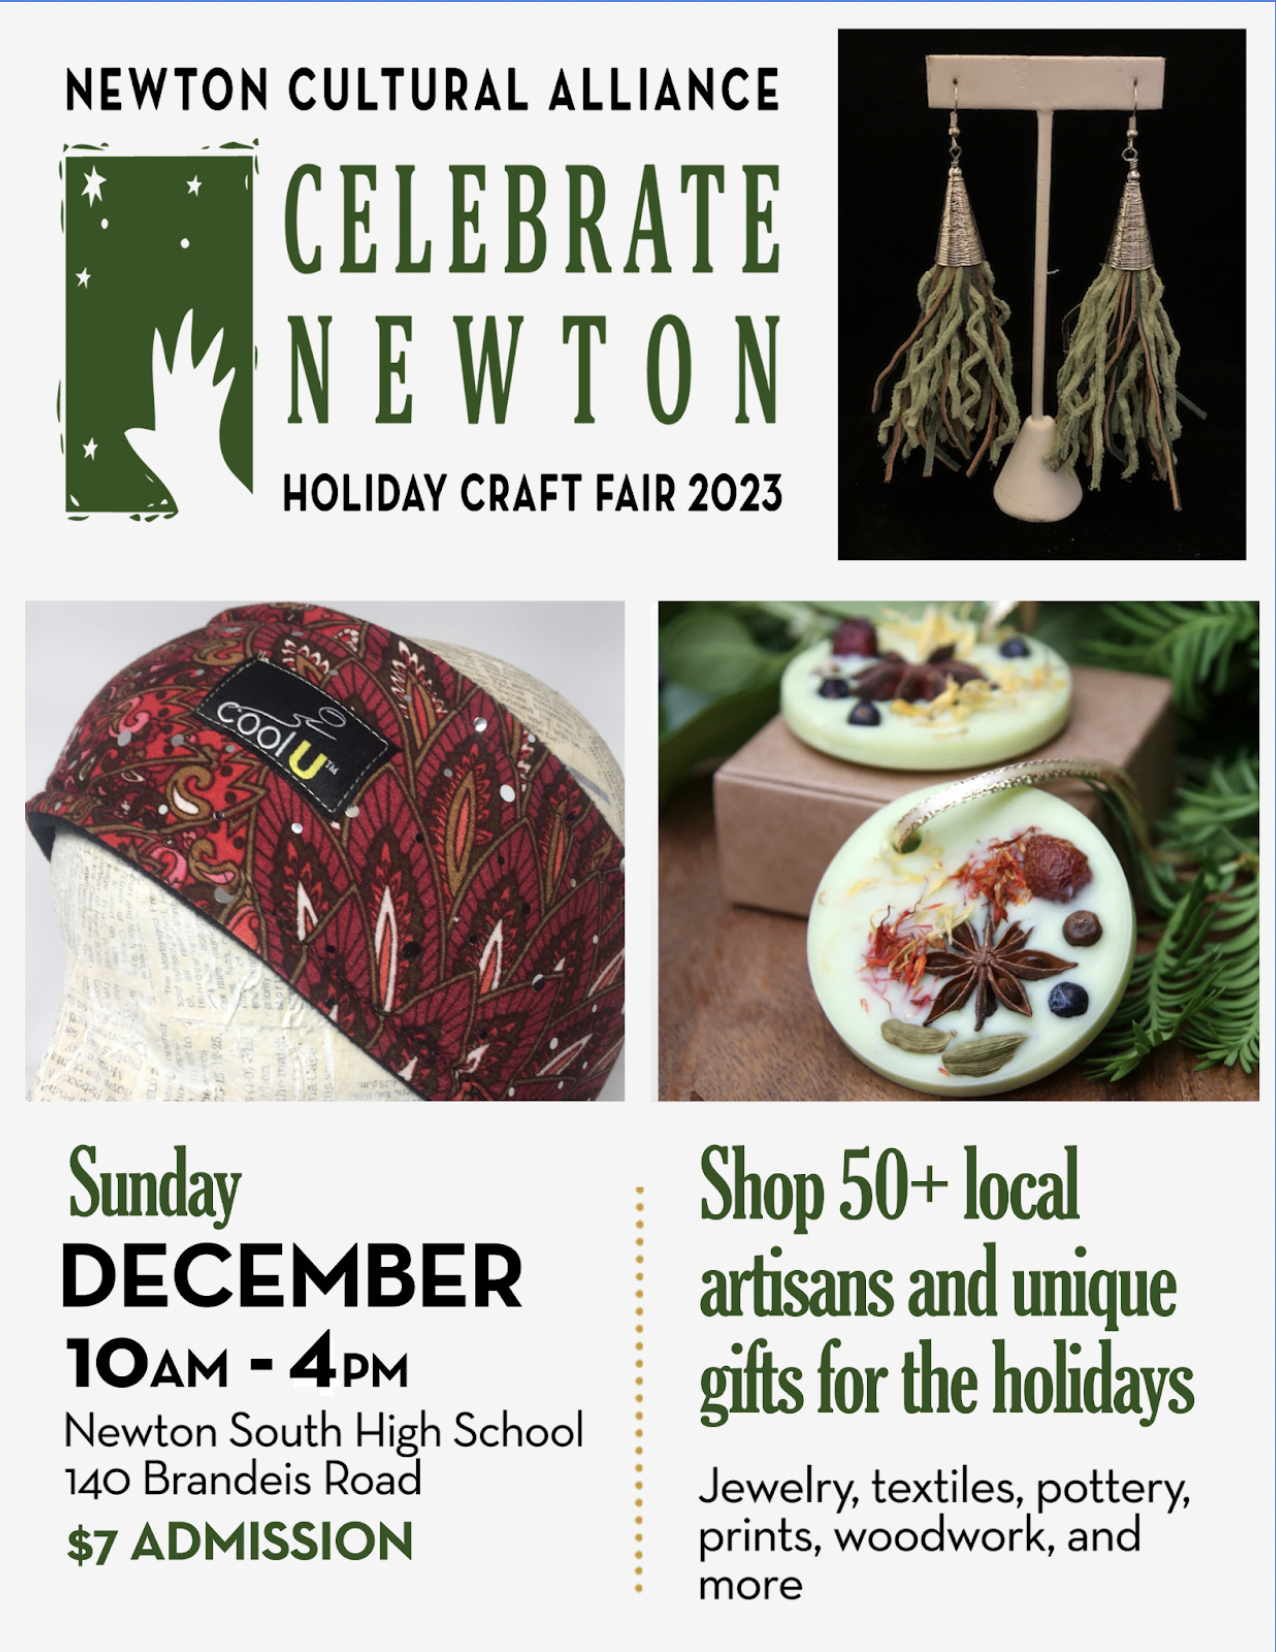 NEWTON CULTURAL ALLIANCE
CELEBRATE
NEWTON
HOLIDAY CRAFT FAIR 2023
COOL U™
Sunday
DECEMBER
10AM - 4PM
Newton South High School
140 Brandeis Road
$7 ADMISSION
Shop 50+ local
artisans and unique
gifts for the holidays
Jewelry, textiles, pottery,
prints, woodwork, and
more